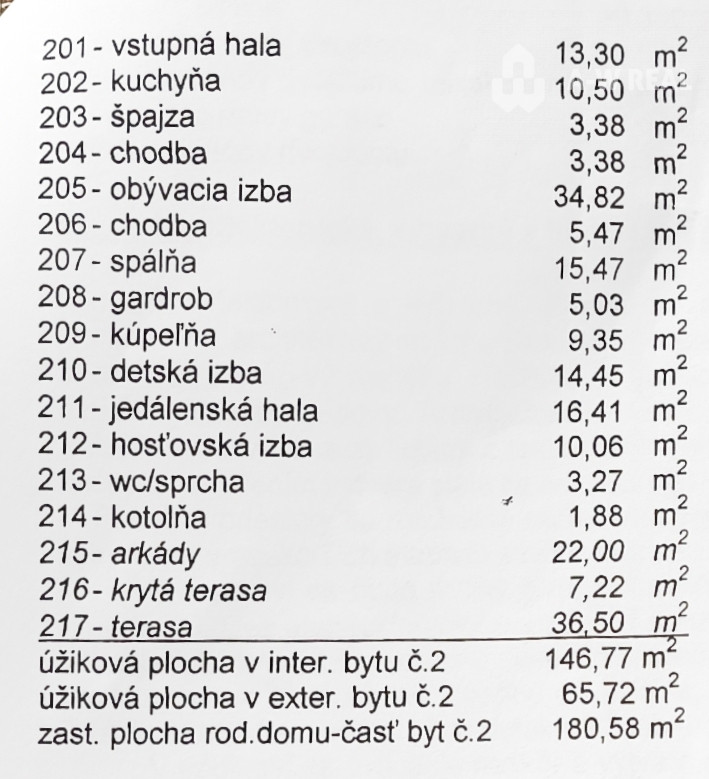 201 - vstupná hala 13,30 m²
202 - kuchyňa 10,50 m²
203 - špajza 3,38 m²
204 - chodba 3,38 m²
205 - obývacia izba 34,82 m²
206 - chodba 5,47 m²
207 - spálňa 15,47 m²
208 - gardrob 5,03 m²
209 - kúpeľňa 9,35 m²
210 - detská izba 14,45 m²
211 - jedálenská hala 16,41 m²
212 - hosťovská izba 10,06 m²
213 - wc/sprcha 3,27 m²
214 - kotolňa 1,88 m²
215- arkády 22,00 m²
216 - krytá terasa 7,22 m²
217 - terasa 36,50 m²
úžiková plocha v inter. bytu č.2 146,77 m²
úžiková plocha v exter. bytu č.2 65,72 m²
zast. plocha rod.domu-časť byt č.2 180,58 m²